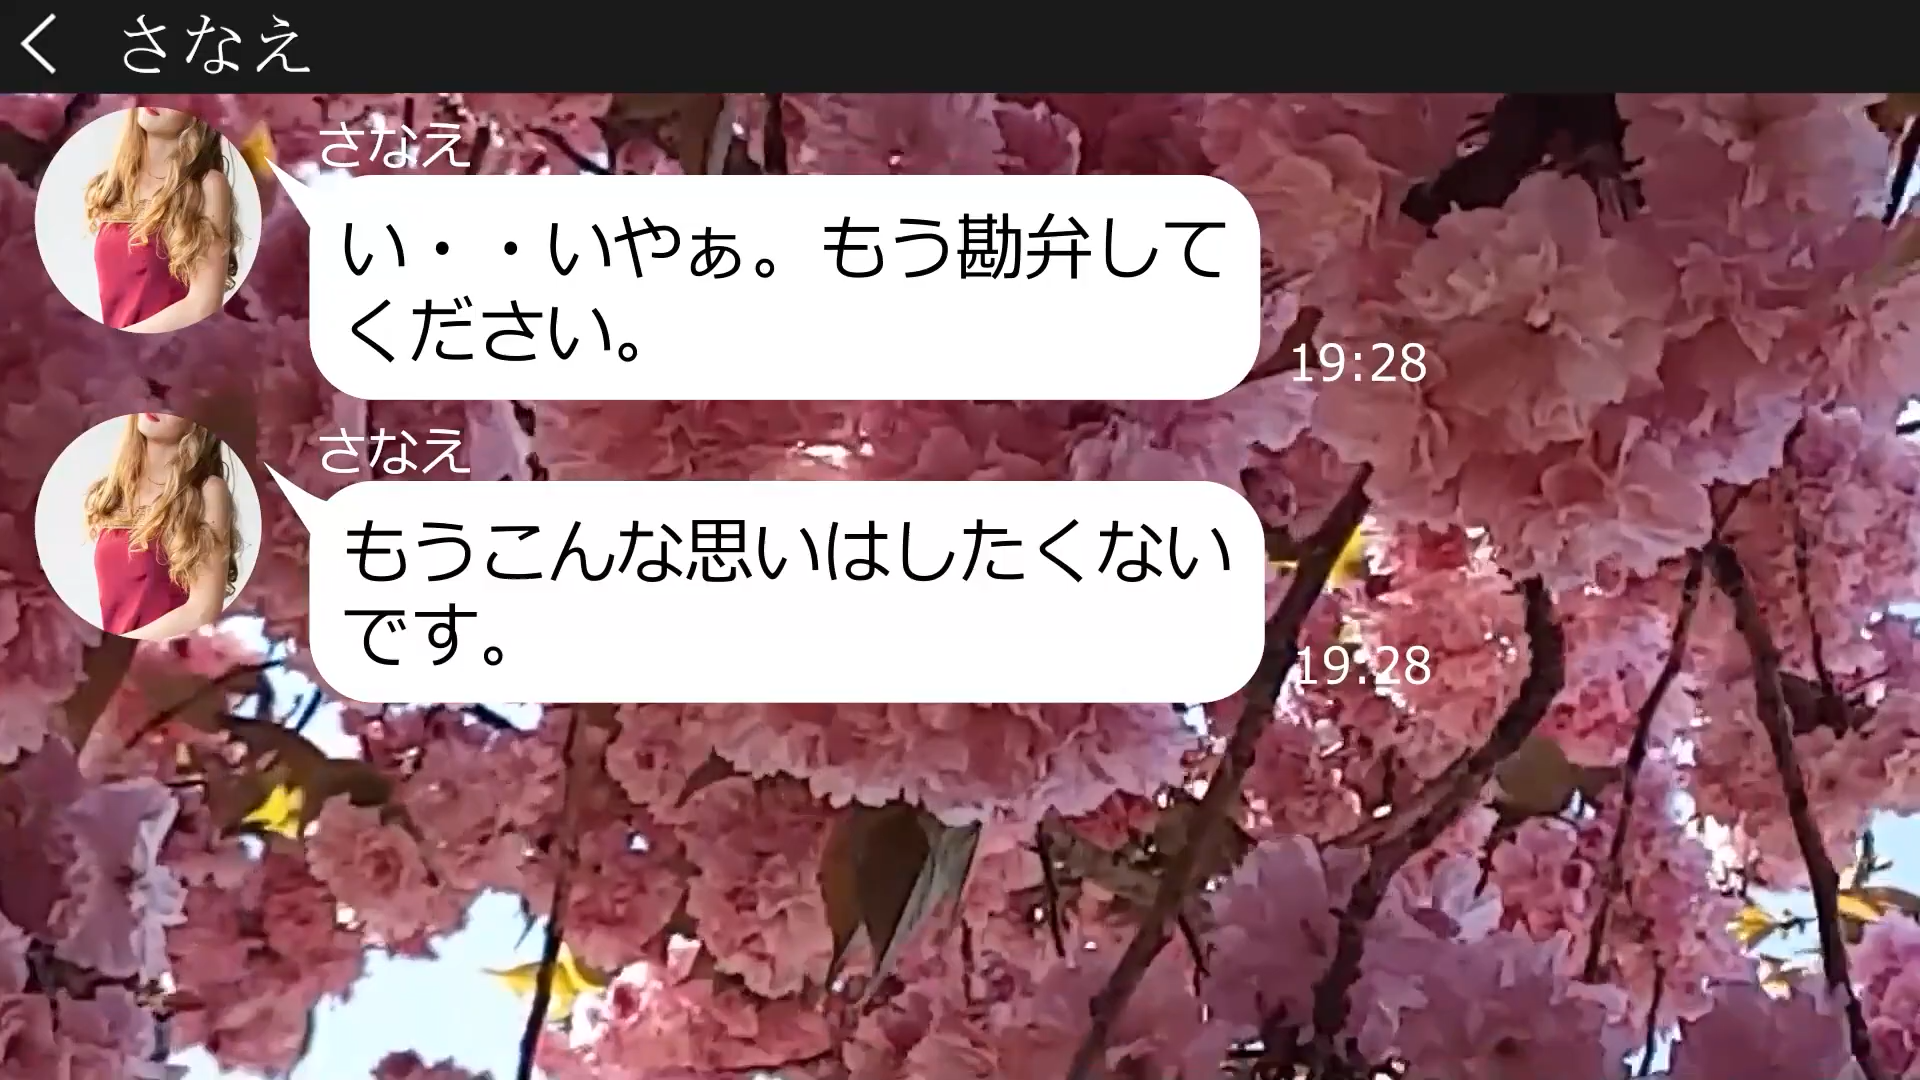 さなえ
さなえ
い・・いやぁ。もう勘弁して
ください。
19:28
さなえ
もうこんな思いはしたくない
です。
19:28